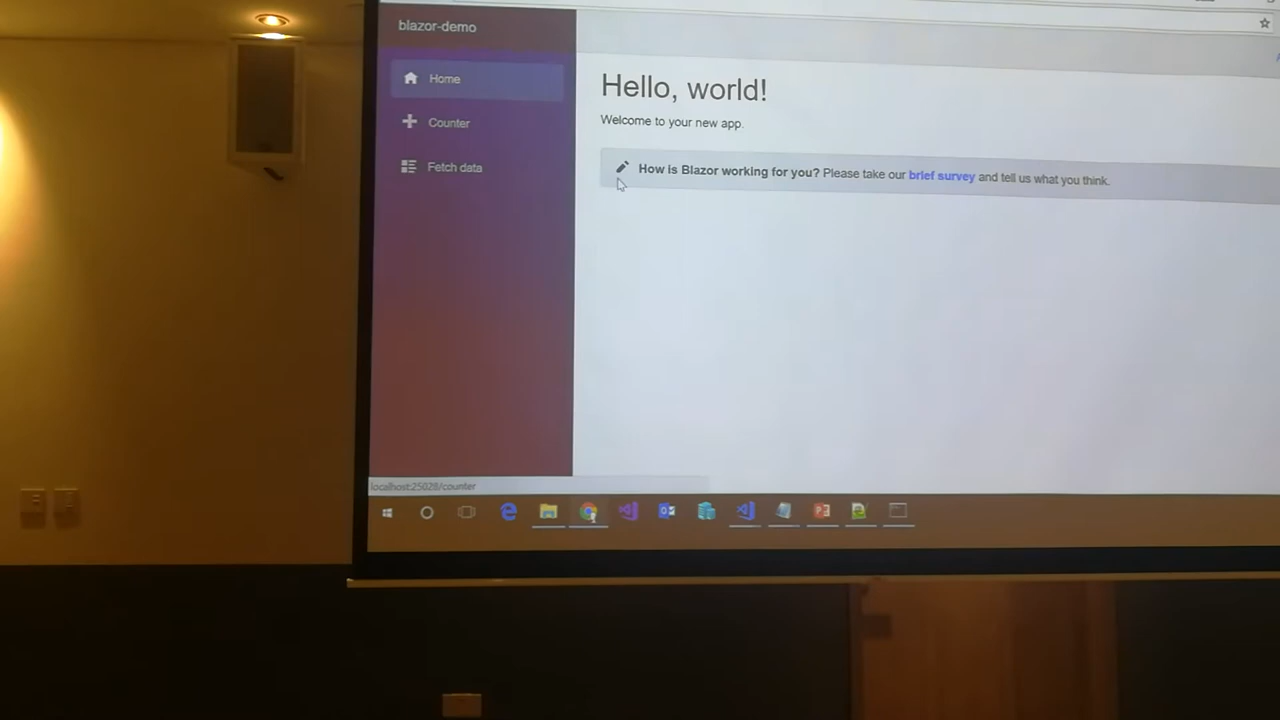 blazor-demo
Home
Counter
Fetch data
Hello, world!
Welcome to your new app.
How is Blazor working for you? Please take our brief survey and tell us what you think.
localhost:25028/counter